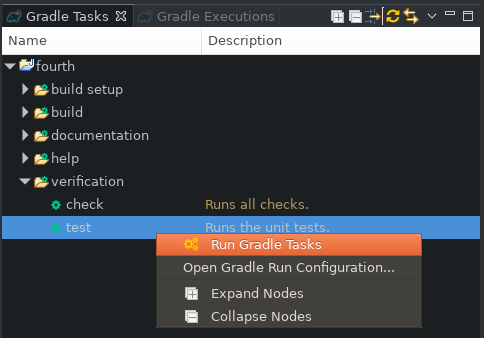 Gradle Tasks Gradle Executions
Name Description
fourth
build setup
build
documentation
help
verification
check Runs all checks.
test Runs the unit tests.
Run Gradle Tasks
Open Gradle Run Configuration...
Expand Nodes
Collapse Nodes